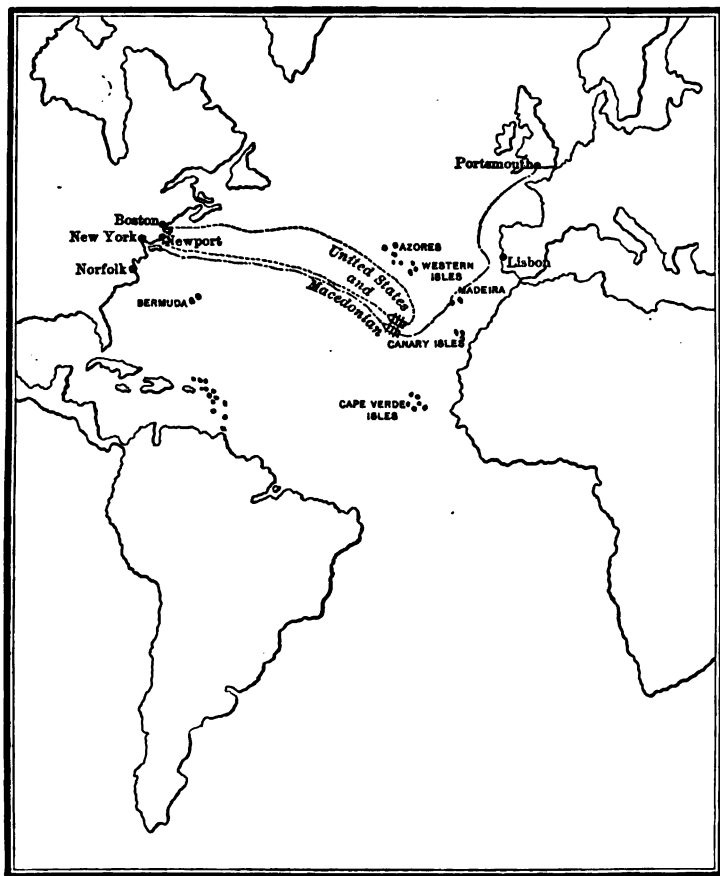 Portsmouth
Boston
New York
Newport
Norfolk
AZORES
WESTERN
ISLES
Lisbon
United States
and
Macedonian
MADEIRA
BERMUDA
CANARY ISLES
CAPE VERDE
ISLES